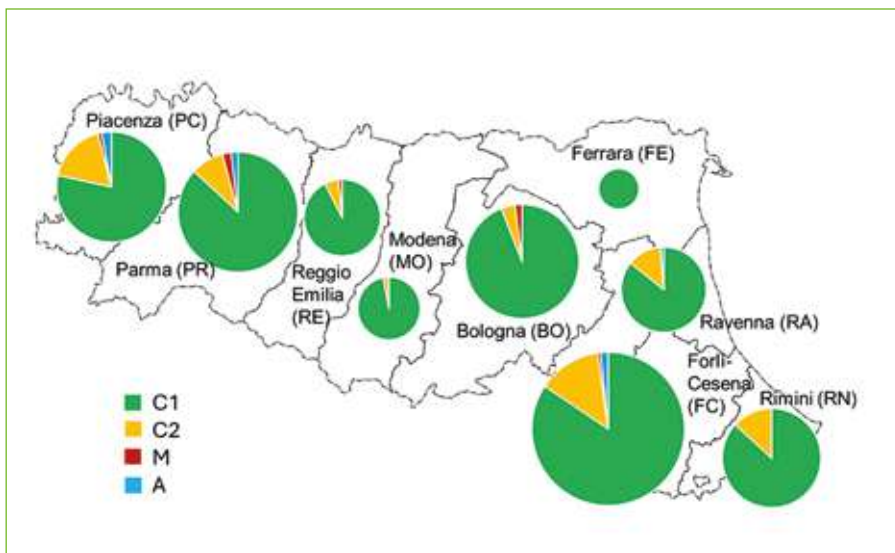 Piacenza (PC)
Ferrara (FE)
Parma (PR)
Reggio
Emilia
(RE)
Modena
(MO)
Bologna (BO)
Ravenna (RA)
Forlì-
Cesena
(FC)
Rimini (RN)
C1
C2
M
A